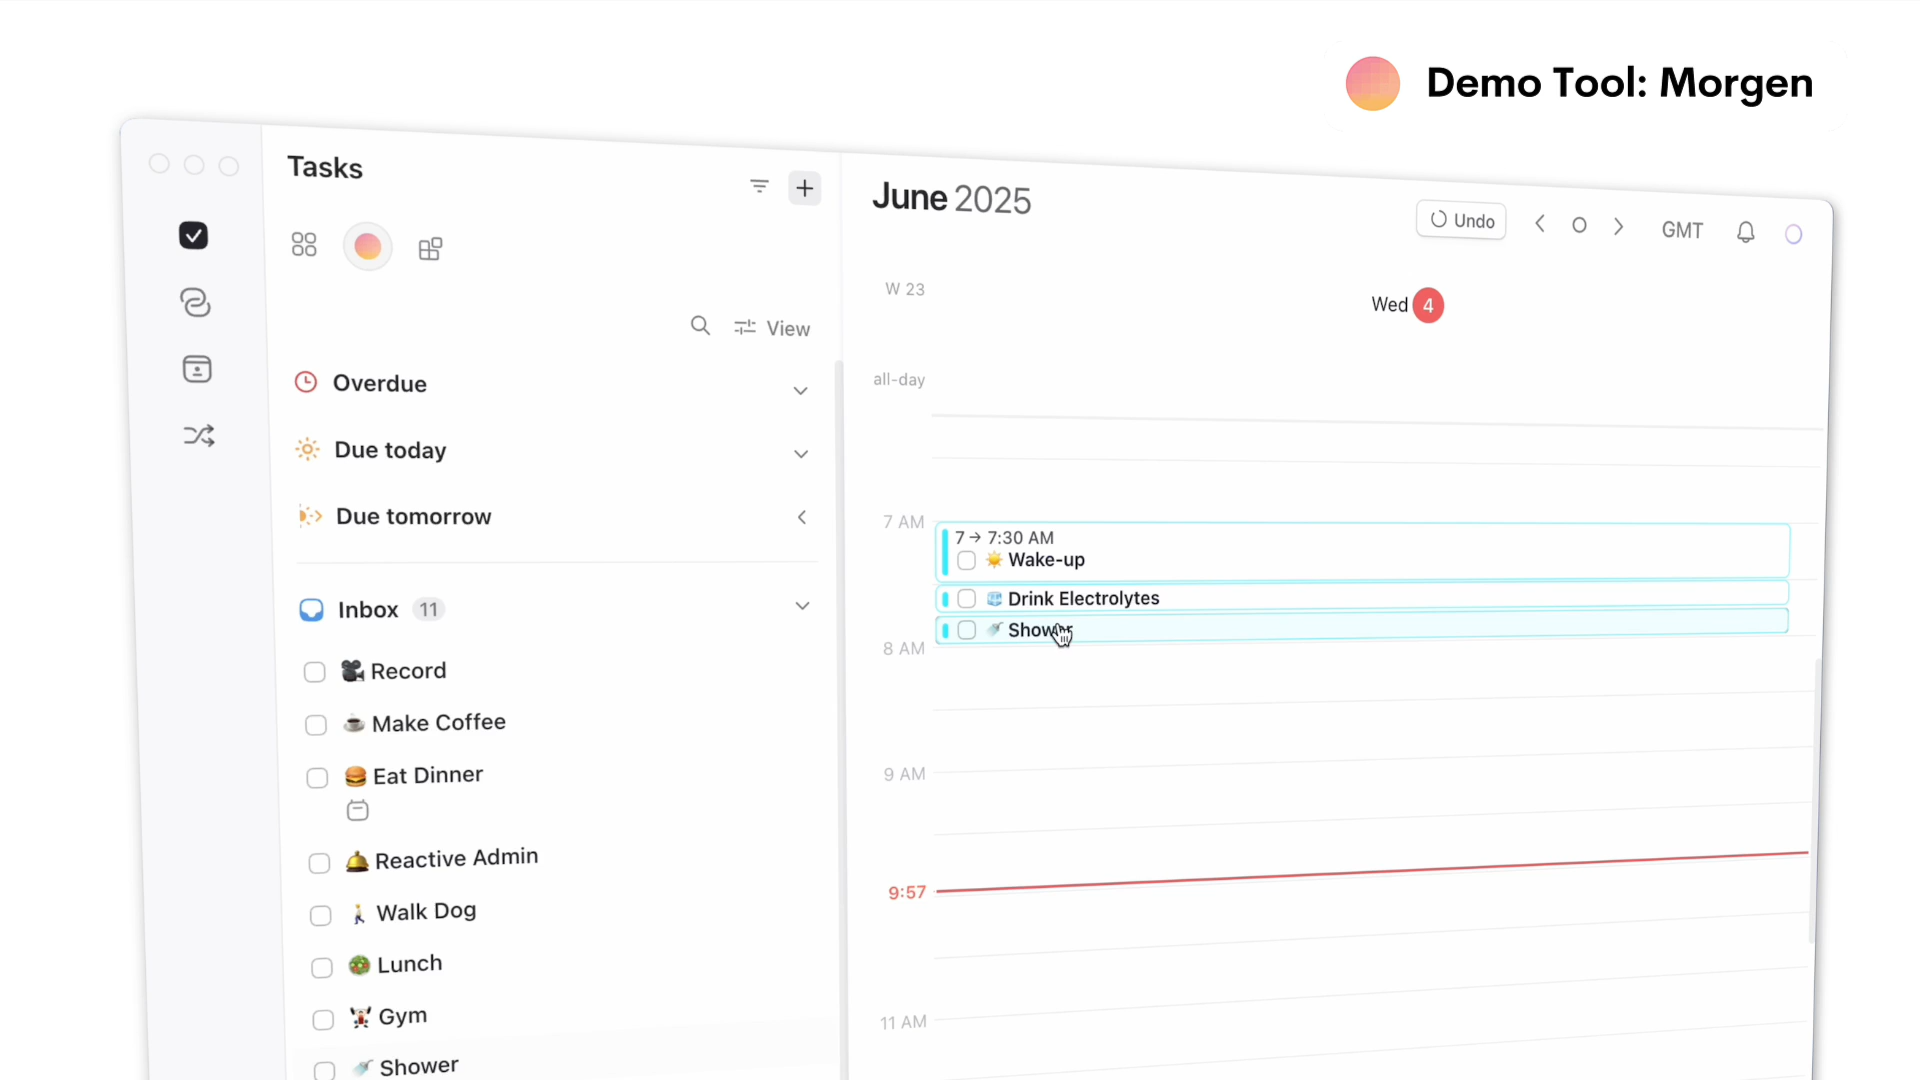 Demo Tool: Morgen
Tasks
View
Overdue
Due today
Due tomorrow
Inbox 11
Record
Make Coffee
Eat Dinner
Reactive Admin
Walk Dog
Lunch
Gym
Shower
June 2025
Undo
GMT
W 23
Wed 4
all-day
7 AM
7 → 7:30 AM
Wake-up
Drink Electrolytes
Shower
8 AM
9 AM
9:57
11 AM